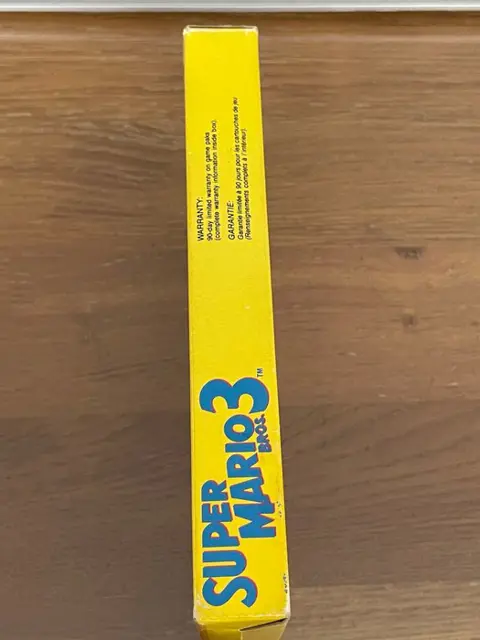 SUPER
MARIO 3™
BROS.
WARRANTY:
90-day limited warranty on game paks
(complete warranty information inside box).
GARANTIE:
Garantie limitée à 90 jours pour les cartouches de jeu
(Renseignements complets à l'intérieur).